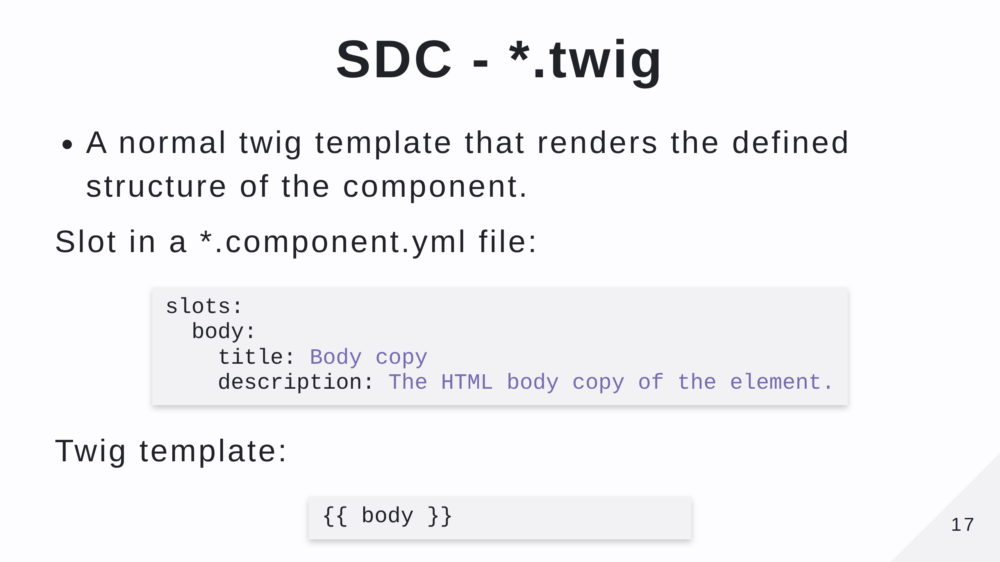 SDC - *.twig
• A normal twig template that renders the defined
structure of the component.
Slot in a *.component.yml file:
slots:
  body:
    title: Body copy
    description: The HTML body copy of the element.
Twig template:
{{ body }}
17